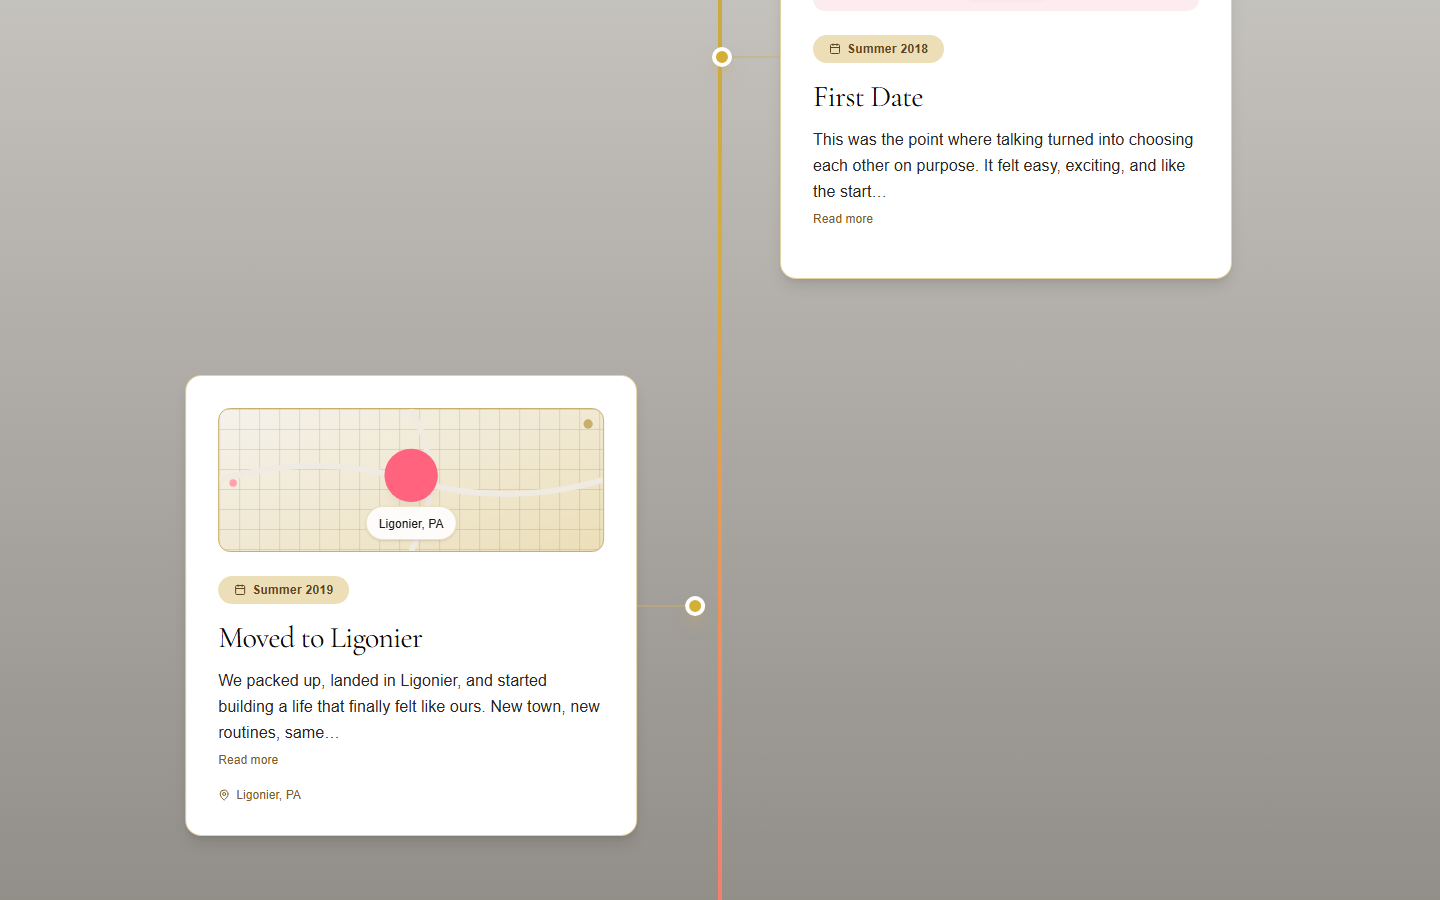 Summer 2018
First Date
This was the point where talking turned into choosing
each other on purpose. It felt easy, exciting, and like
the start…
Read more
Ligonier, PA
Summer 2019
Moved to Ligonier
We packed up, landed in Ligonier, and started
building a life that finally felt like ours. New town, new
routines, same…
Read more
Ligonier, PA